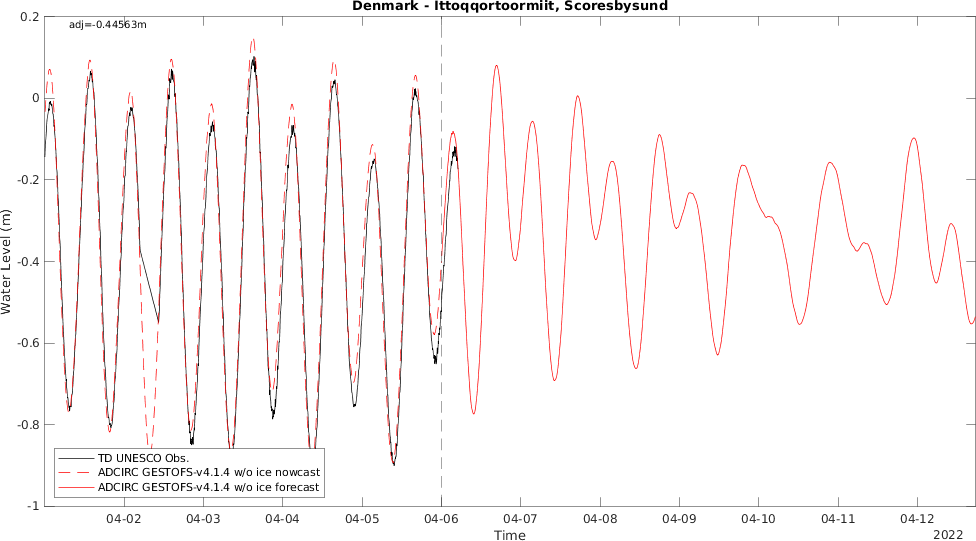 Denmark - Ittoqqortoormiit, Scoresbysund
adj=-0.44563m
0.2
0
-0.2
-0.4
-0.6
-0.8
-1
Water Level (m)
TD UNESCO Obs.
ADCIRC GESTOFS-v4.1.4 w/o ice nowcast
ADCIRC GESTOFS-v4.1.4 w/o ice forecast
04-02 04-03 04-04 04-05 04-06 04-07 04-08 04-09 04-10 04-11 04-12
Time
2022